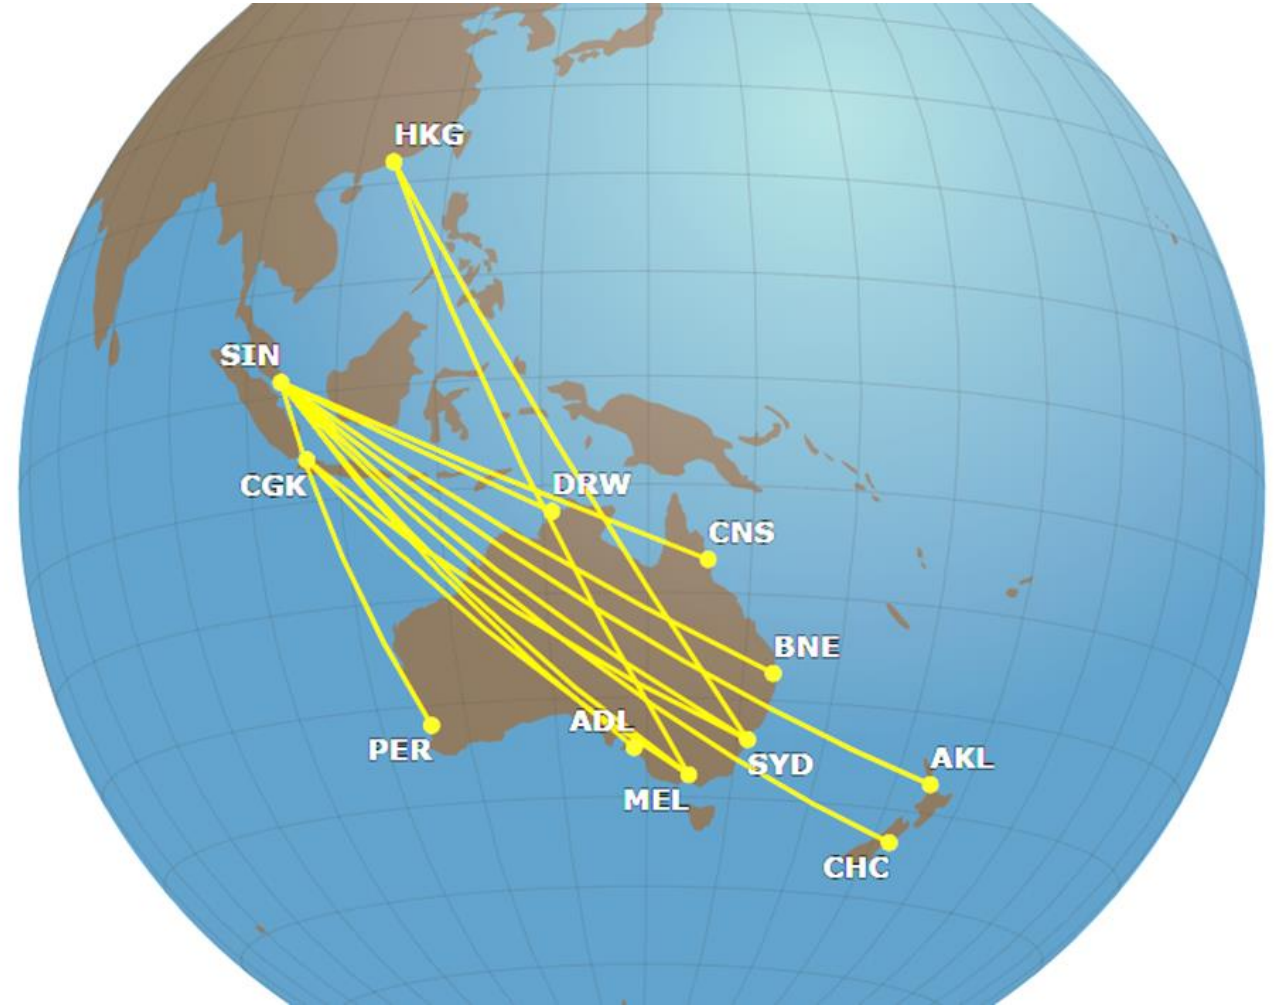 HKG
SIN
CGK
DRW
CNS
BNE
ADL
PER
SYD
AKL
MEL
CHC